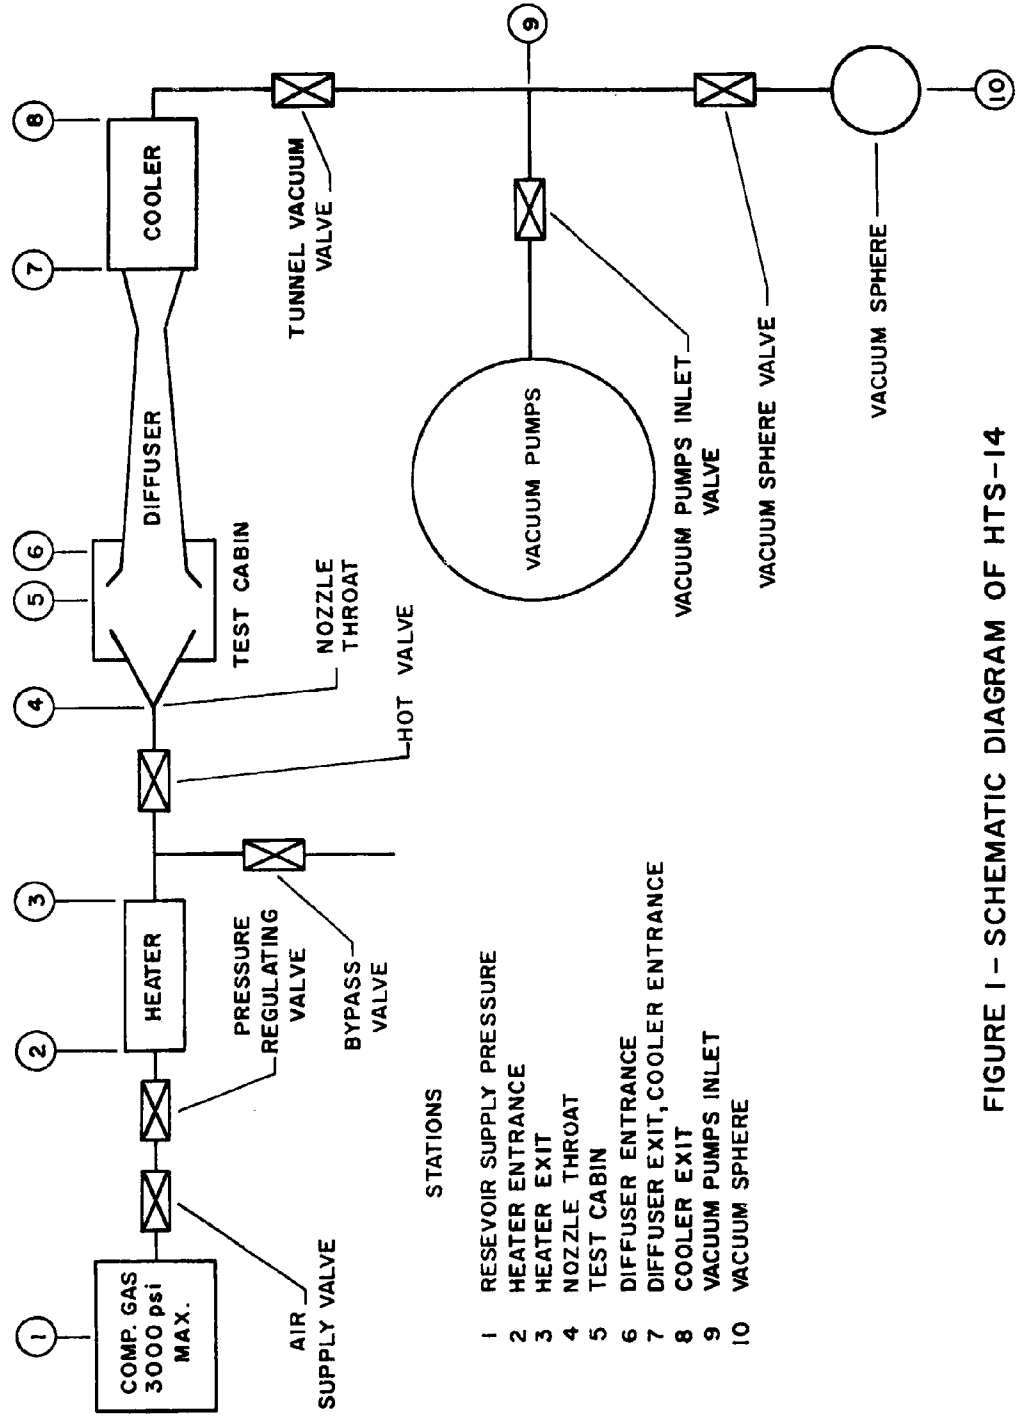 1
COMP. GAS
3000 psi
MAX.
AIR
SUPPLY VALVE
2
HEATER
3
PRESSURE
REGULATING
VALVE
BYPASS
VALVE
4
HOT VALVE
NOZZLE
THROAT
5
6
TEST CABIN
DIFFUSER
7
COOLER
8
TUNNEL VACUUM
VALVE
9
VACUUM PUMPS
VACUUM PUMPS INLET
VALVE
VACUUM SPHERE VALVE
VACUUM SPHERE
10
STATIONS
1 RESEVOIR SUPPLY PRESSURE
2 HEATER ENTRANCE
3 HEATER EXIT
4 NOZZLE THROAT
5 TEST CABIN
6 DIFFUSER ENTRANCE
7 DIFFUSER EXIT, COOLER ENTRANCE
8 COOLER EXIT
9 VACUUM PUMPS INLET
10 VACUUM SPHERE
FIGURE 1 – SCHEMATIC DIAGRAM OF HTS-14